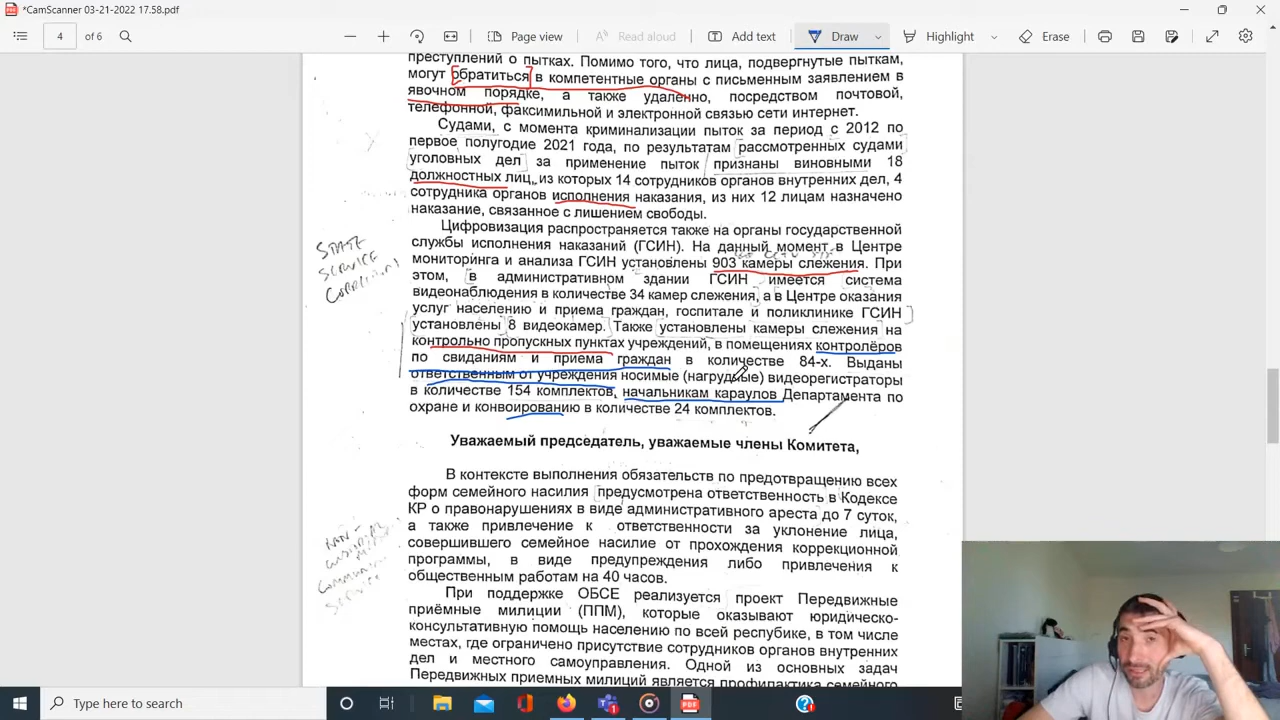 *CamScanner 03-21-2022 17.58.pdf
4 of 6 Page view Read aloud Add text Draw Highlight Erase
преступлений о пытках. Помимо того, что лица, подвергнутые пыткам,
могут обратиться в компетентные органы с письменным заявлением в
явочном порядке, а также удаленно, посредством почтовой,
телефонной, факсимильной и электронной связью сети интернет.
Судами, с момента криминализации пыток за период с 2012 по
первое полугодие 2021 года, по результатам рассмотренных судами
уголовных дел за применение пыток признаны виновными 18
должностных лиц, из которых 14 сотрудников органов внутренних дел, 4
сотрудника органов исполнения наказания, из них 12 лицам назначено
наказание, связанное с лишением свободы.
Цифровизация распространяется также на органы государственной
службы исполнения наказаний (ГСИН). На данный момент в Центре
мониторинга и анализа ГСИН установлены 903 камеры слежения. При
этом, в административном здании ГСИН имеется система
видеонаблюдения в количестве 34 камер слежения, а в Центре оказания
услуг населению и приема граждан, госпитале и поликлинике ГСИН
установлены 8 видеокамер. Также установлены камеры слежения на
контрольно пропускных пунктах учреждений, в помещениях контролёров
по свиданиям и приема граждан в количестве 84-х. Выданы
ответственным от учреждения носимые (нагрудные) видеорегистраторы
в количестве 154 комплектов, начальникам караулов Департамента по
охране и конвоированию в количестве 24 комплектов.
STATE
SERVICE
Уважаемый председатель, уважаемые члены Комитета,
В контексте выполнения обязательств по предотвращению всех
форм семейного насилия предусмотрена ответственность в Кодексе
КР о правонарушениях в виде административного ареста до 7 суток,
а также привлечение к ответственности за уклонение лица,
совершившего семейное насилие от прохождения коррекционной
программы, в виде предупреждения либо привлечения к
общественным работам на 40 часов.
При поддержке ОБСЕ реализуется проект Передвижные
приёмные милиции (ППМ), которые оказывают юридическо-
консультативную помощь населению по всей респубике, в том числе
местах, где ограничено присутствие сотрудников органов внутренних
дел и местного самоуправления. Одной из основных задач
Передвижных приемных милиций является профилактика семейного
Type here to search